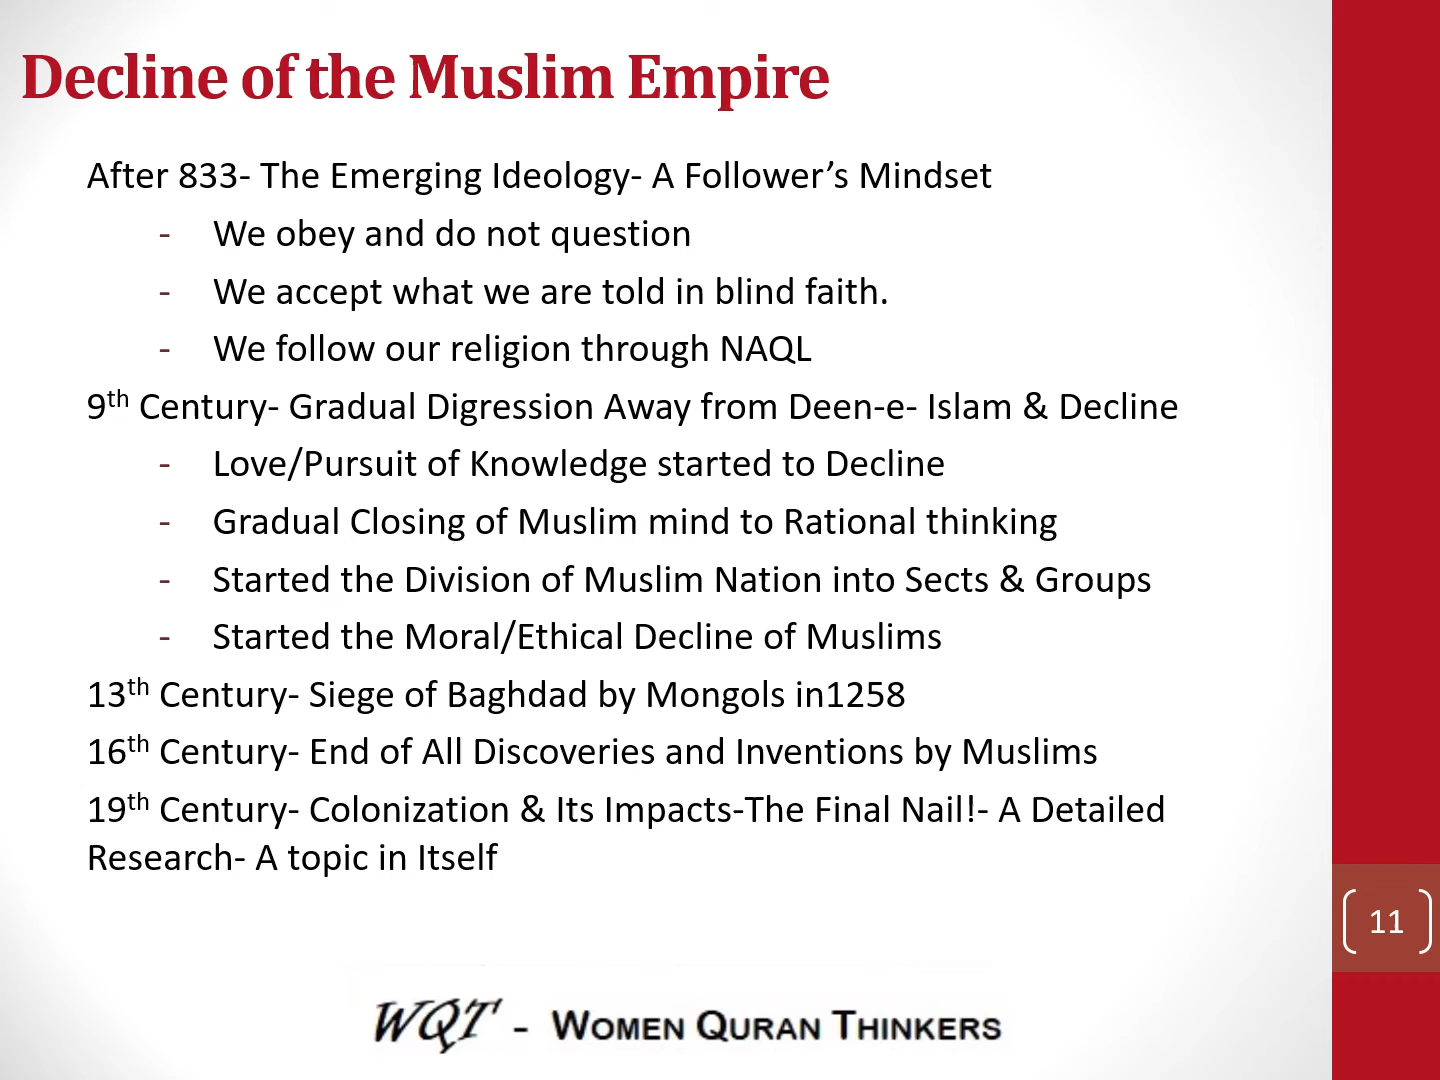 Decline of the Muslim Empire
After 833- The Emerging Ideology- A Follower’s Mindset
- We obey and do not question
- We accept what we are told in blind faith.
- We follow our religion through NAQL
9th Century- Gradual Digression Away from Deen-e- Islam & Decline
- Love/Pursuit of Knowledge started to Decline
- Gradual Closing of Muslim mind to Rational thinking
- Started the Division of Muslim Nation into Sects & Groups
- Started the Moral/Ethical Decline of Muslims
13th Century- Siege of Baghdad by Mongols in1258
16th Century- End of All Discoveries and Inventions by Muslims
19th Century- Colonization & Its Impacts-The Final Nail!- A Detailed
Research- A topic in Itself
11
WQT - WOMEN QURAN THINKERS